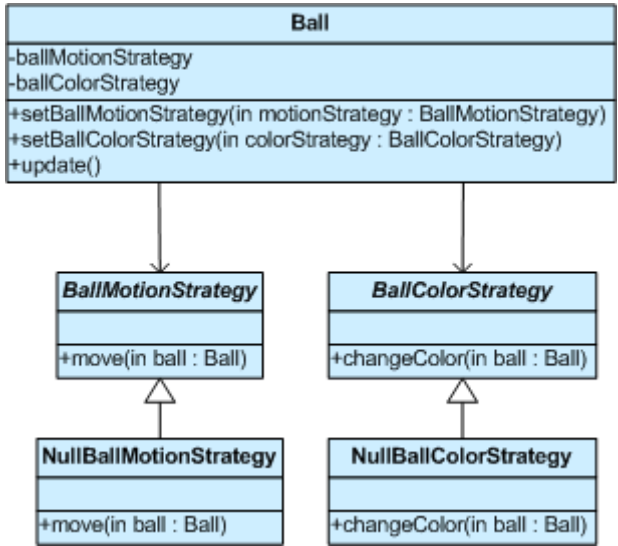 Ball
-ballMotionStrategy
-ballColorStrategy
+setBallMotionStrategy(in motionStrategy : BallMotionStrategy)
+setBallColorStrategy(in colorStrategy : BallColorStrategy)
+update()
BallMotionStrategy
+move(in ball : Ball)
BallColorStrategy
+changeColor(in ball : Ball)
NullBallMotionStrategy
+move(in ball : Ball)
NullBallColorStrategy
+changeColor(in ball : Ball)